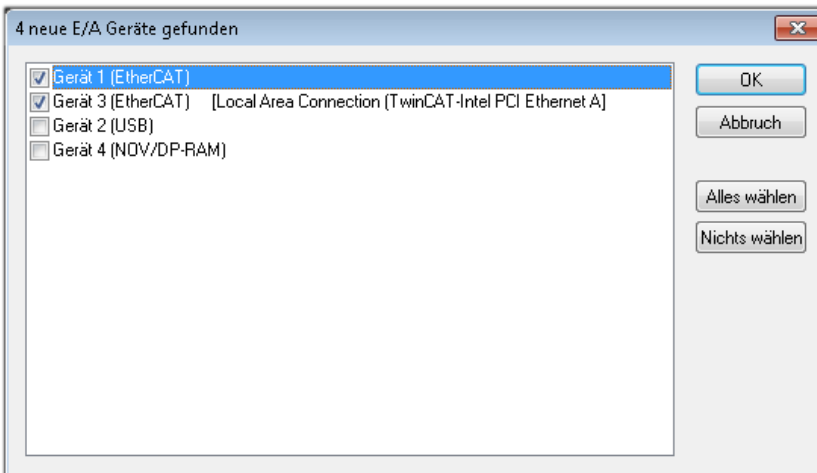 4 neue E/A Geräte gefunden
Gerät 1 (EtherCAT)
Gerät 3 (EtherCAT) [Local Area Connection (TwinCAT-Intel PCI Ethernet A]
Gerät 2 (USB)
Gerät 4 (NOV/DP-RAM)
OK
Abbruch
Alles wählen
Nichts wählen